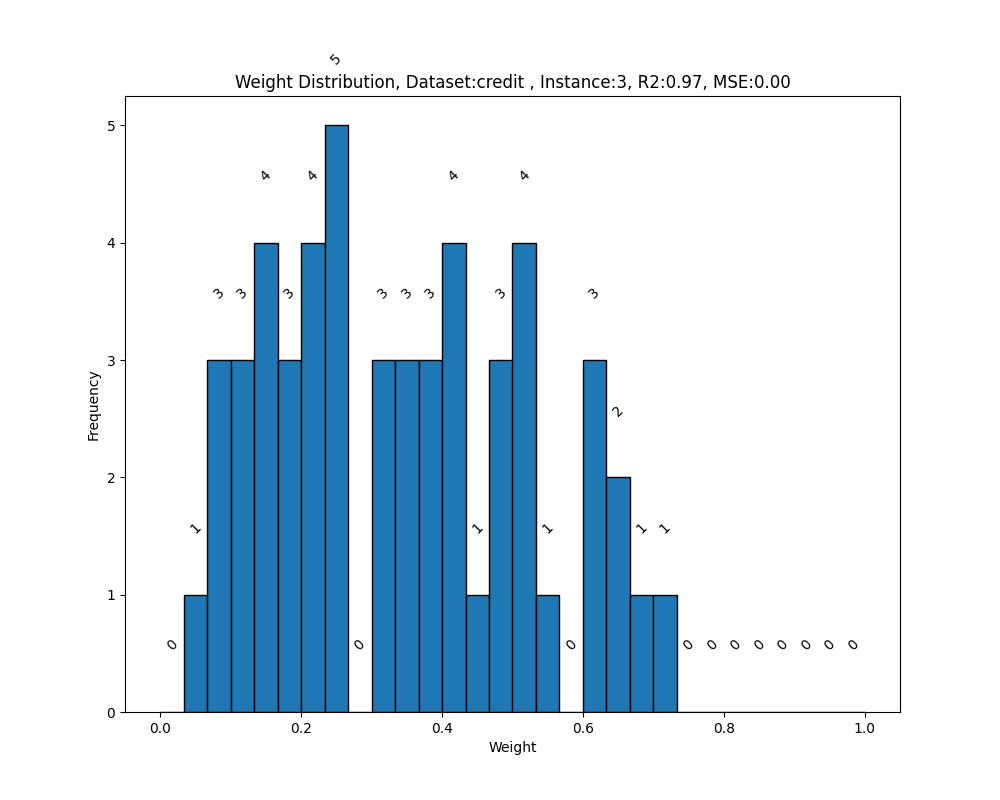 5
Weight Distribution, Dataset:credit , Instance:3, R2:0.97, MSE:0.00
5
4 4 4 4
4
3 3 3 3 3 3 3 3
3
2
2
1 1 1 1 1
1
0 0 0 0 0 0 0 0 0 0 0
0
Frequency
0.0 0.2 0.4 0.6 0.8 1.0
Weight